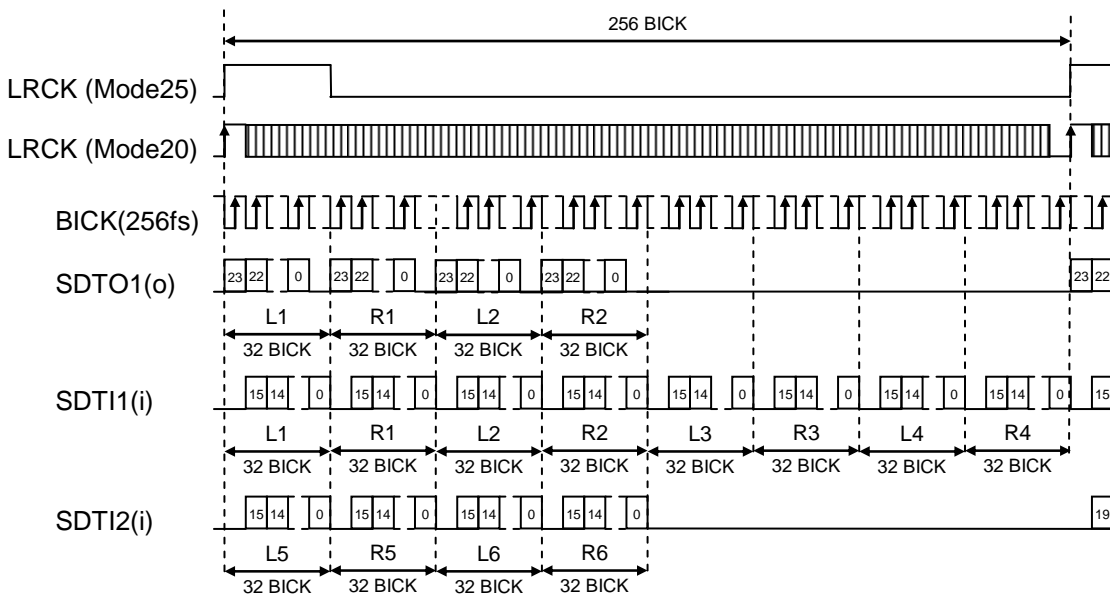 256 BICK
LRCK (Mode25)
LRCK (Mode20)
BICK(256fs)
SDTO1(o) 23 22 0 23 22 0 23 22 0 23 22 0 23 22
L1 R1 L2 R2
32 BICK 32 BICK 32 BICK 32 BICK
SDTI1(i) 15 14 0 15 14 0 15 14 0 15 14 0 15 14 0 15 14 0 15 14 0 15 14 0 15
L1 R1 L2 R2 L3 R3 L4 R4
32 BICK 32 BICK 32 BICK 32 BICK 32 BICK 32 BICK 32 BICK 32 BICK
SDTI2(i) 15 14 0 15 14 0 15 14 0 15 14 0 19
L5 R5 L6 R6
32 BICK 32 BICK 32 BICK 32 BICK